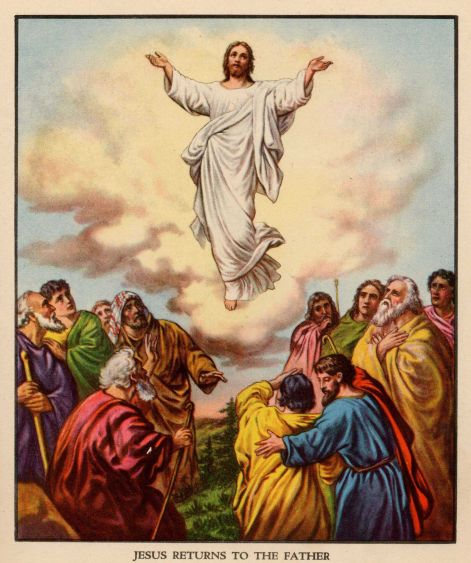 JESUS RETURNS TO THE FATHER